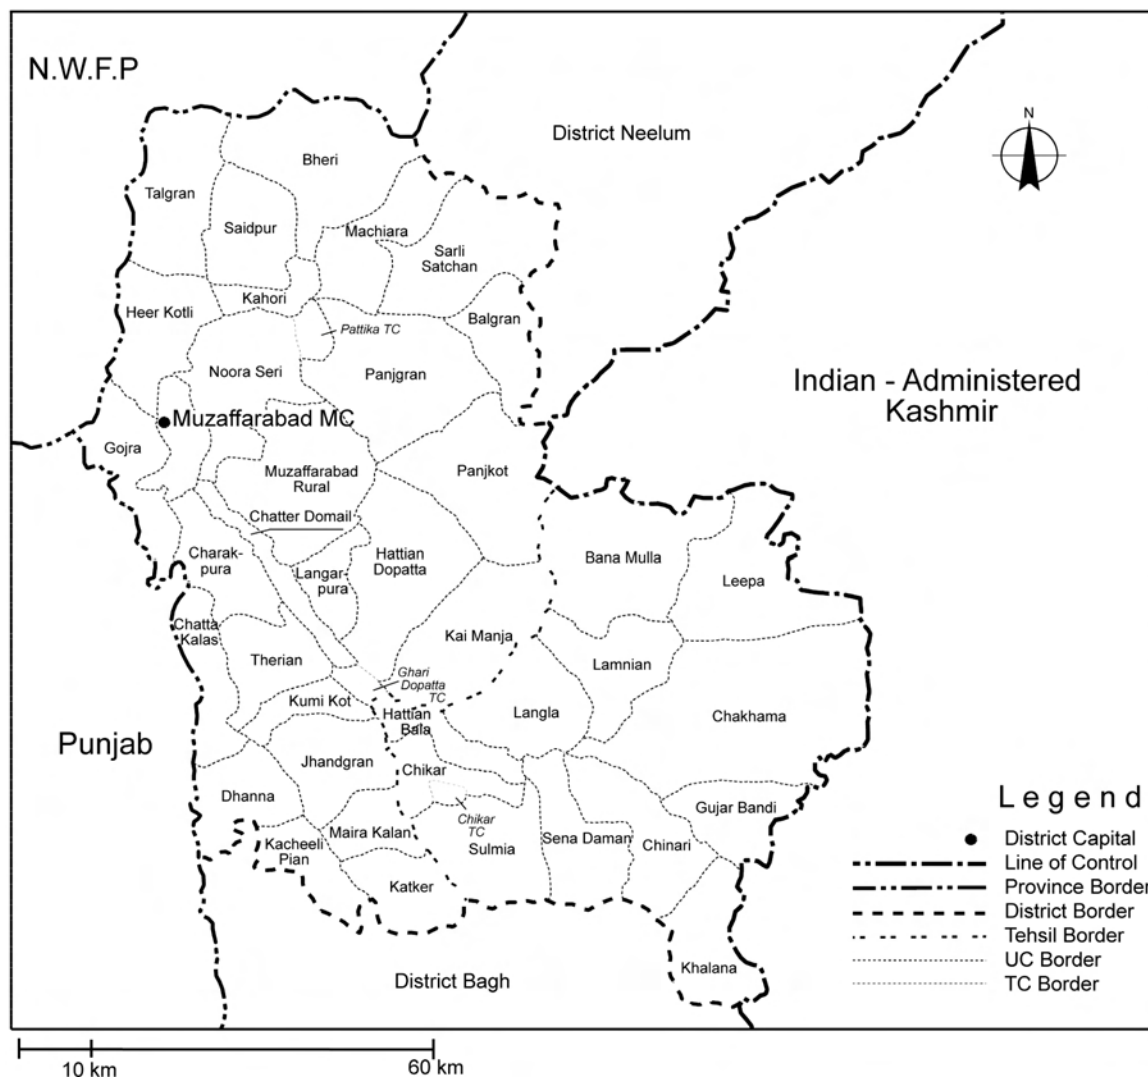 N.W.F.P
District Neelum
N
Bheri
Talgran
Saidpur
Machiara
Sarli
Satchan
Kahori
Heer Kotli
Balgran
Pattika TC
Noora Seri
Panjgran
Indian - Administered
Kashmir
Muzaffarabad MC
Gojra
Muzaffarabad
Rural
Panjkot
Chatter Domail
Charak-
pura
Hattian
Dopatta
Bana Mulla
Langar-
pura
Leepa
Chatta
Kalas
Kai Manja
Therian
Lamnian
Ghari
Dopatta
TC
Kumi Kot
Hattian
Bala
Langla
Chakhama
Punjab
Jhandgran
Chikar
Dhanna
Gujar Bandi
Chikar
TC
Maira Kalan
Kacheeli
Pian
Sulmia
Sena Daman
Chinari
Katker
Khalana
District Bagh
Legend
District Capital
Line of Control
Province Border
District Border
Tehsil Border
UC Border
TC Border
10 km
60 km